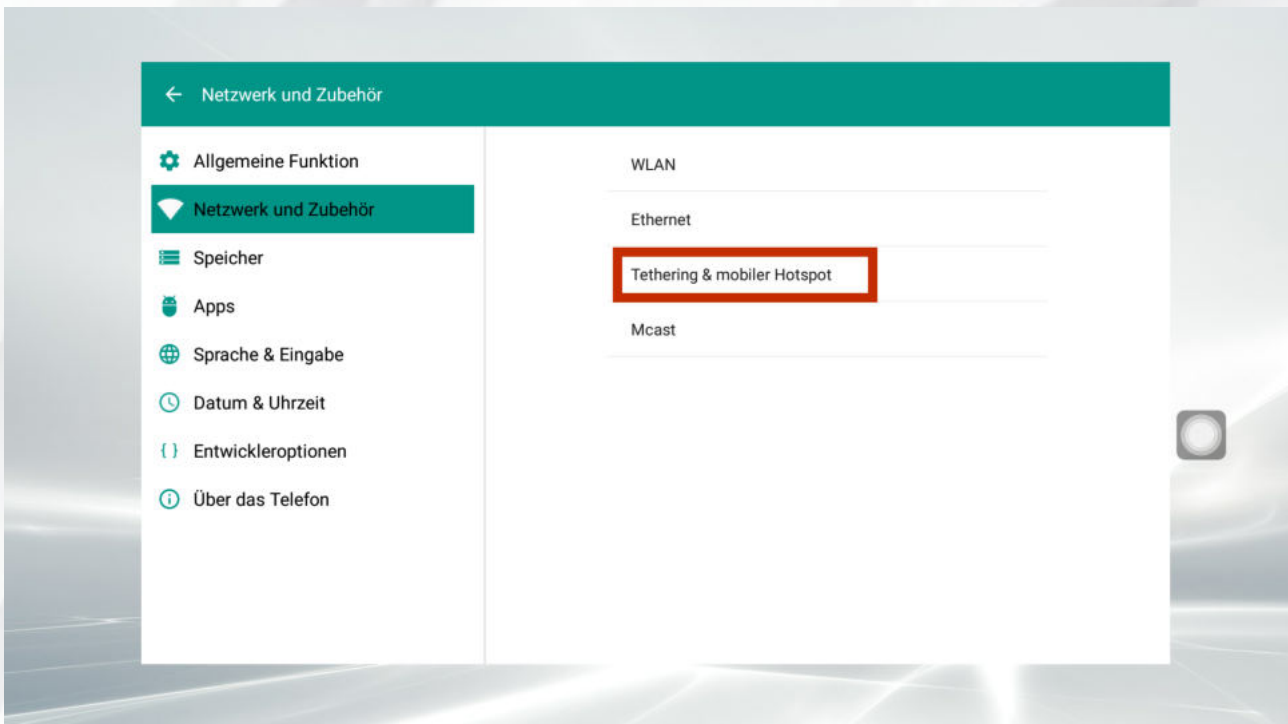 Netzwerk und Zubehör
Allgemeine Funktion
Netzwerk und Zubehör
Speicher
Apps
Sprache & Eingabe
Datum & Uhrzeit
Entwickleroptionen
Über das Telefon
WLAN
Ethernet
Tethering & mobiler Hotspot
Mcast